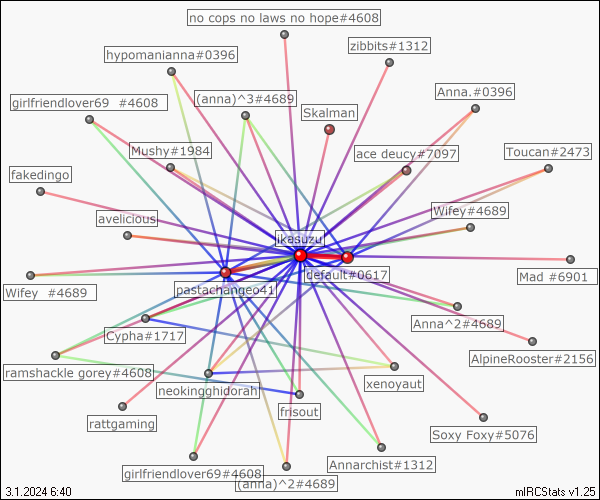 no cops no laws no hope#4608
zibbits#1312
hypomanianna#0396
Anna.#0396
girlfriendlover69 #4608
(anna)^3#4689
Skalman
Mushy#1984
ace deucy#7097
Toucan#2473
fakedingo
avelicious
Wifey#4689
ikasuzu
default#0617
Mad #6901
pastachangeo41
Wifey #4689
Anna^2#4689
Cypha#1717
AlpineRooster#2156
ramshackle gorey#4608
xenoyaut
neokingghidorah
frisout
rattgaming
Soxy Foxy#5076
girlfriendlover69#4608
Annarchist#1312
(anna)^2#4689
3.1.2024 6:40
mIRCStats v1.25